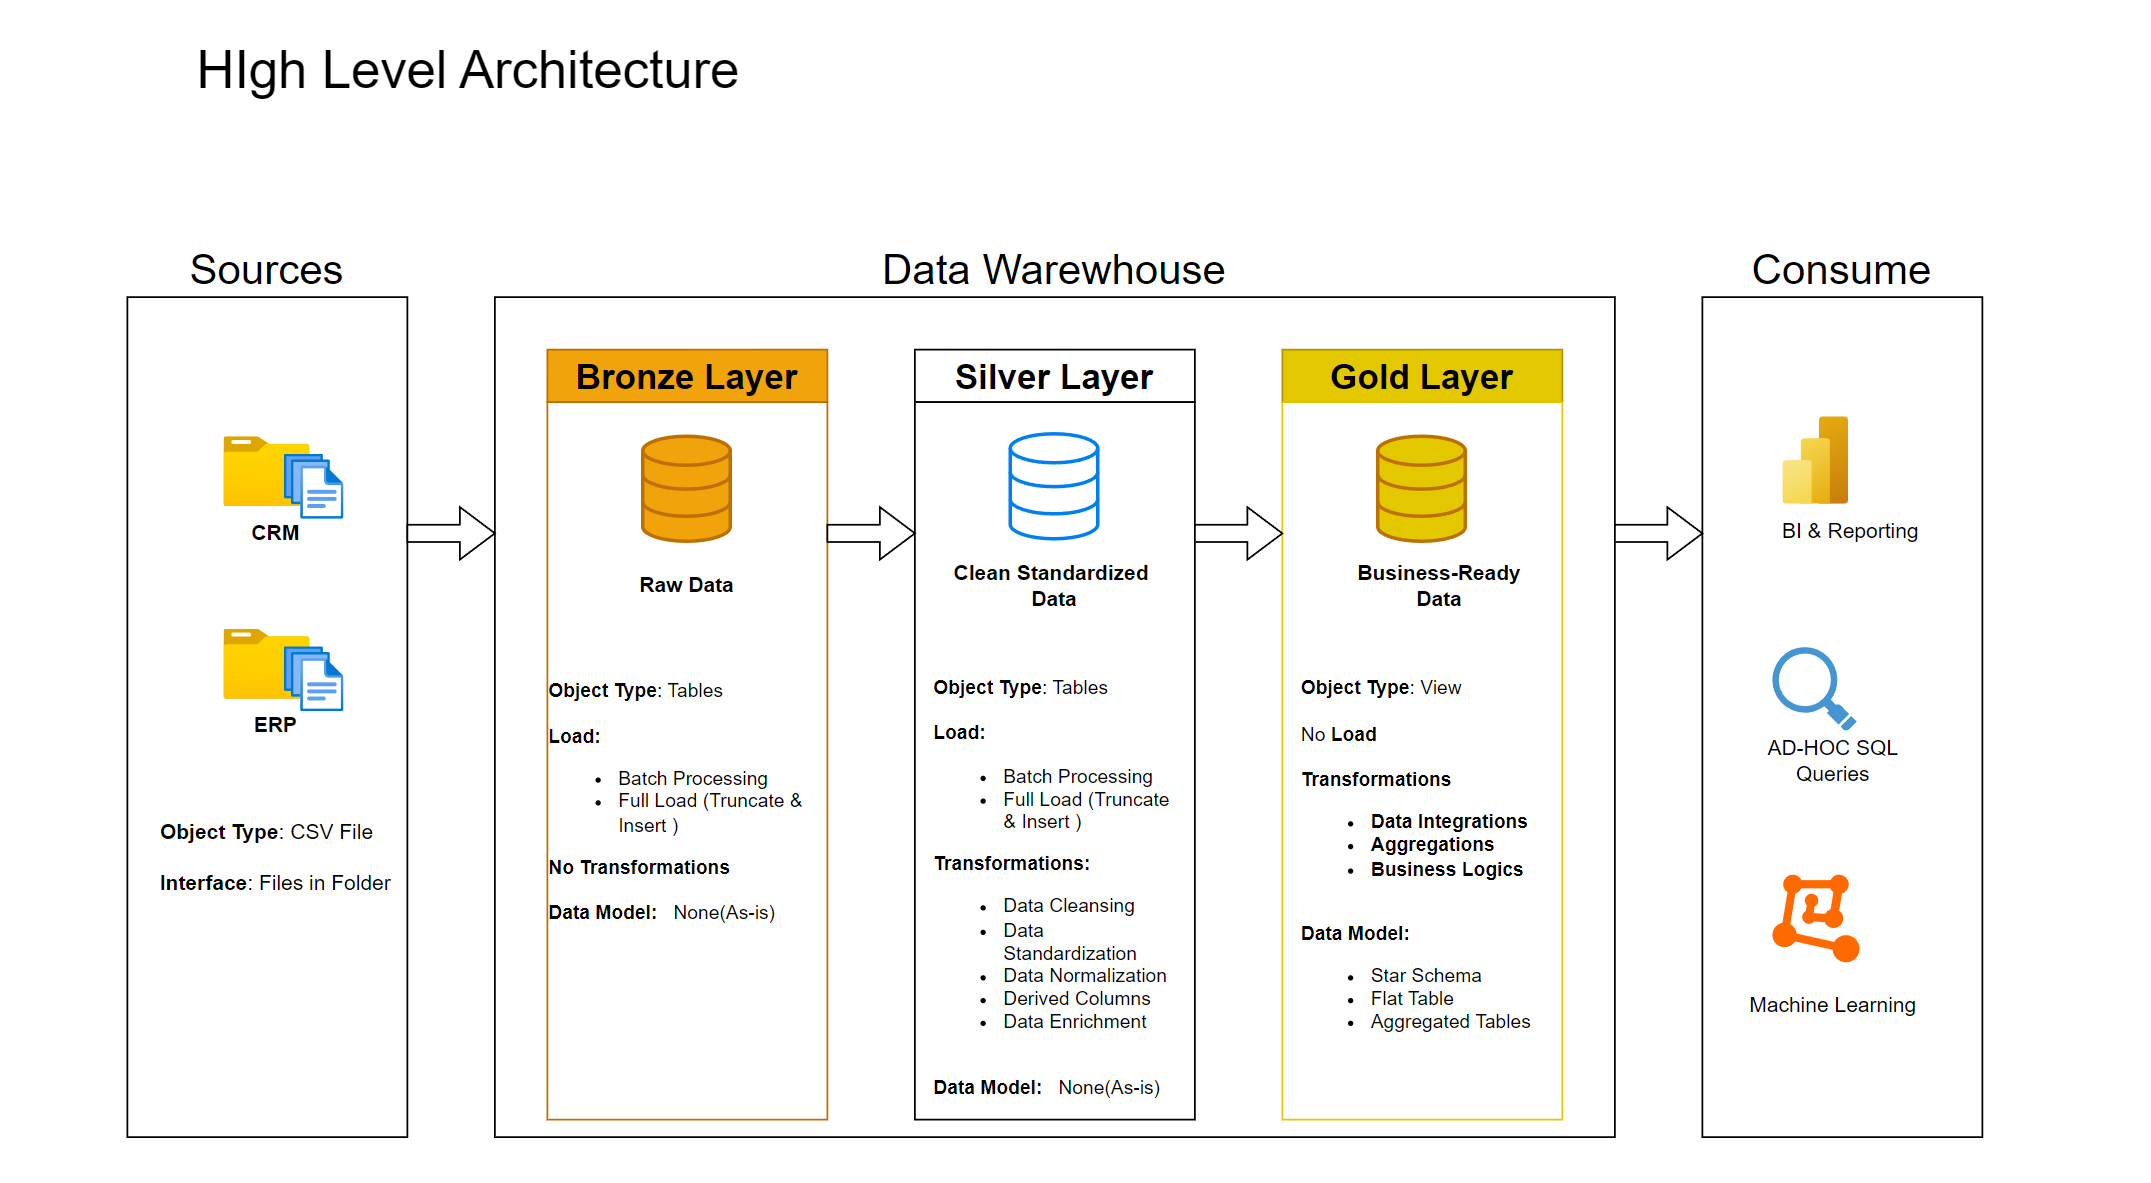 HIgh Level Architecture
Sources
CRM
ERP
Object Type: CSV File
Interface: Files in Folder
Data Warewhouse
Bronze Layer
Raw Data
Object Type: Tables
Load:
• Batch Processing
• Full Load (Truncate &
Insert )
No Transformations
Data Model: None(As-is)
Silver Layer
Clean Standardized
Data
Object Type: Tables
Load:
• Batch Processing
• Full Load (Truncate
& Insert )
Transformations:
• Data Cleansing
• Data
Standardization
• Data Normalization
• Derived Columns
• Data Enrichment
Data Model: None(As-is)
Gold Layer
Business-Ready
Data
Object Type: View
No Load
Transformations
• Data Integrations
• Aggregations
• Business Logics
Data Model:
• Star Schema
• Flat Table
• Aggregated Tables
Consume
BI & Reporting
AD-HOC SQL
Queries
Machine Learning